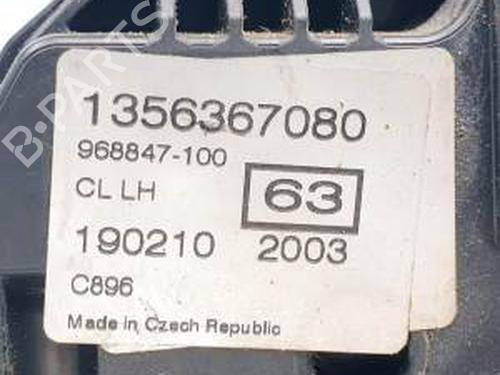 1356367080
968847-100
CL LH 63
190210 2003
C896
Made in Czech Republic
B-PARTS